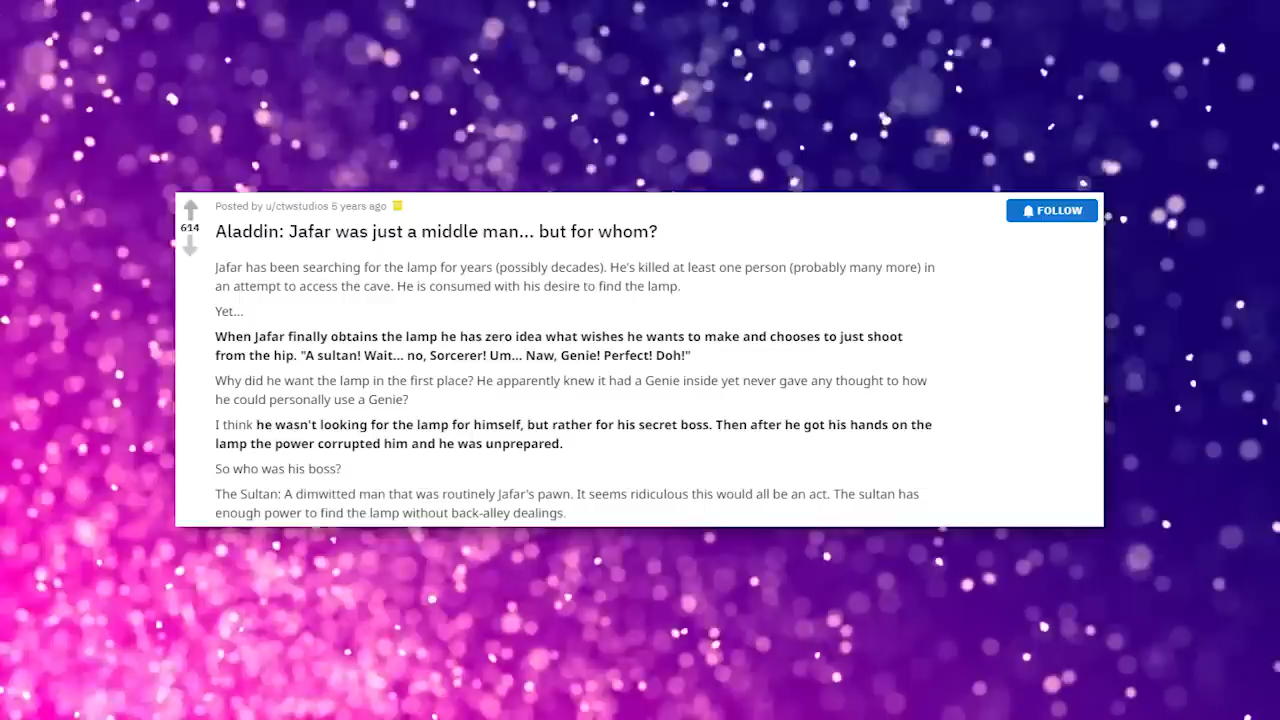 Posted by u/ctwstudios 5 years ago
FOLLOW
614
Aladdin: Jafar was just a middle man... but for whom?
Jafar has been searching for the lamp for years (possibly decades). He's killed at least one person (probably many more) in
an attempt to access the cave. He is consumed with his desire to find the lamp.
Yet...
When Jafar finally obtains the lamp he has zero idea what wishes he wants to make and chooses to just shoot
from the hip. "A sultan! Wait... no, Sorcerer! Um... Naw, Genie! Perfect! Doh!"
Why did he want the lamp in the first place? He apparently knew it had a Genie inside yet never gave any thought to how
he could personally use a Genie?
I think he wasn't looking for the lamp for himself, but rather for his secret boss. Then after he got his hands on the
lamp the power corrupted him and he was unprepared.
So who was his boss?
The Sultan: A dimwitted man that was routinely Jafar's pawn. It seems ridiculous this would all be an act. The sultan has
enough power to find the lamp without back-alley dealings.